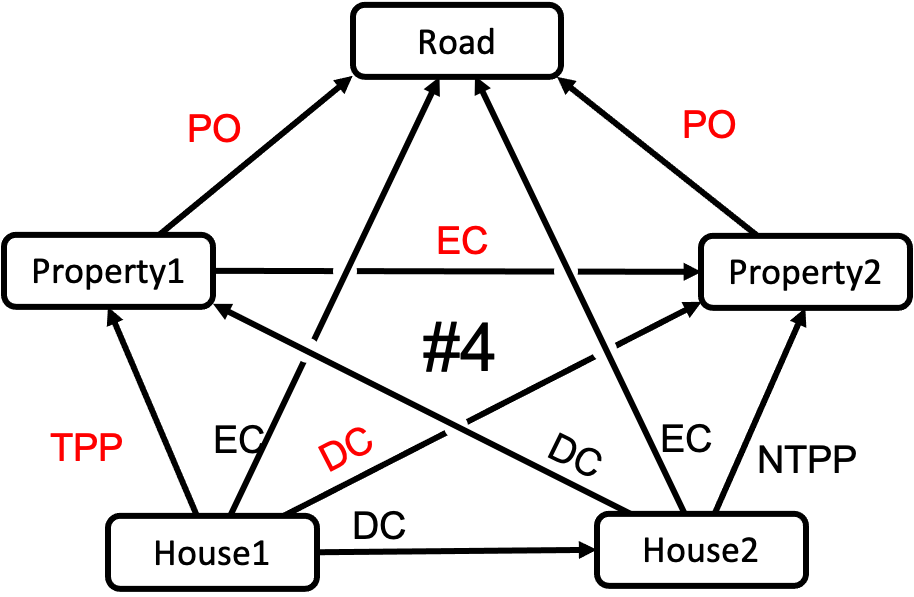 Road
PO
PO
EC
Property1
Property2
#4
TPP
EC
DC
DC
EC
NTPP
DC
House1
House2